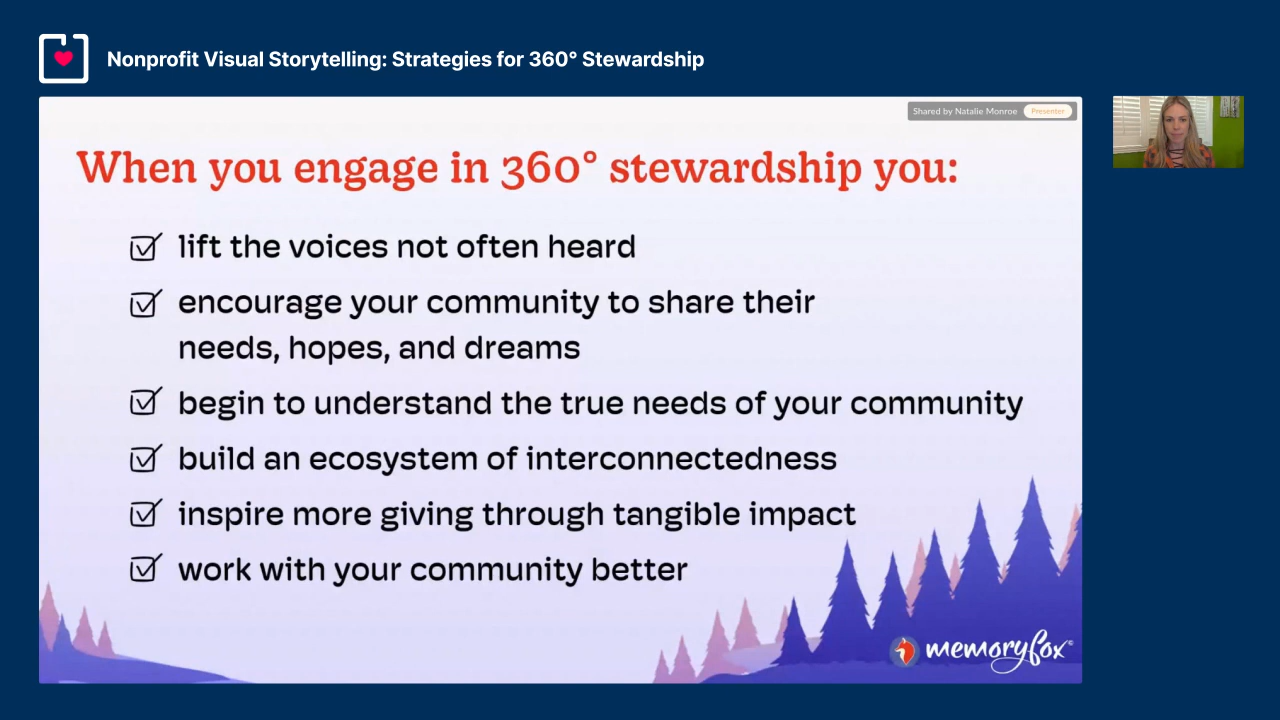 Nonprofit Visual Storytelling: Strategies for 360° Stewardship
Shared by Natalie Monroe Presenter
When you engage in 360° stewardship you:
lift the voices not often heard
encourage your community to share their
needs, hopes, and dreams
begin to understand the true needs of your community
build an ecosystem of interconnectedness
inspire more giving through tangible impact
work with your community better
memoryfox